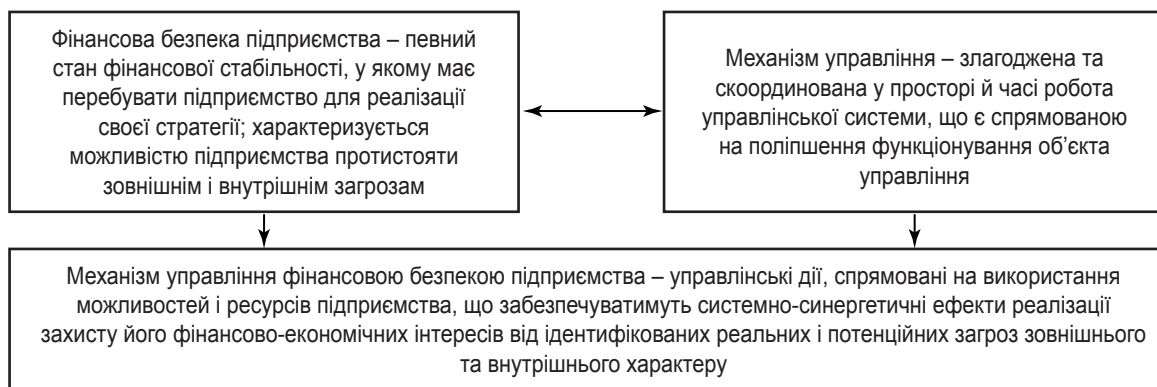 Фінансова безпека підприємства – певний
стан фінансової стабільності, у якому має
перебувати підприємство для реалізації
своєї стратегії; характеризується
можливістю підприємства протистояти
зовнішнім і внутрішнім загрозам
Механізм управління – злагоджена та
скоординована у просторі й часі робота
управлінської системи, що є спрямованою
на поліпшення функціонування об’єкта
управління
Механізм управління фінансовою безпекою підприємства – управлінські дії, спрямовані на використання
можливостей і ресурсів підприємства, що забезпечуватимуть системно-синергетичні ефекти реалізації
захисту його фінансово-економічних інтересів від ідентифікованих реальних і потенційних загроз зовнішнього
та внутрішнього характеру